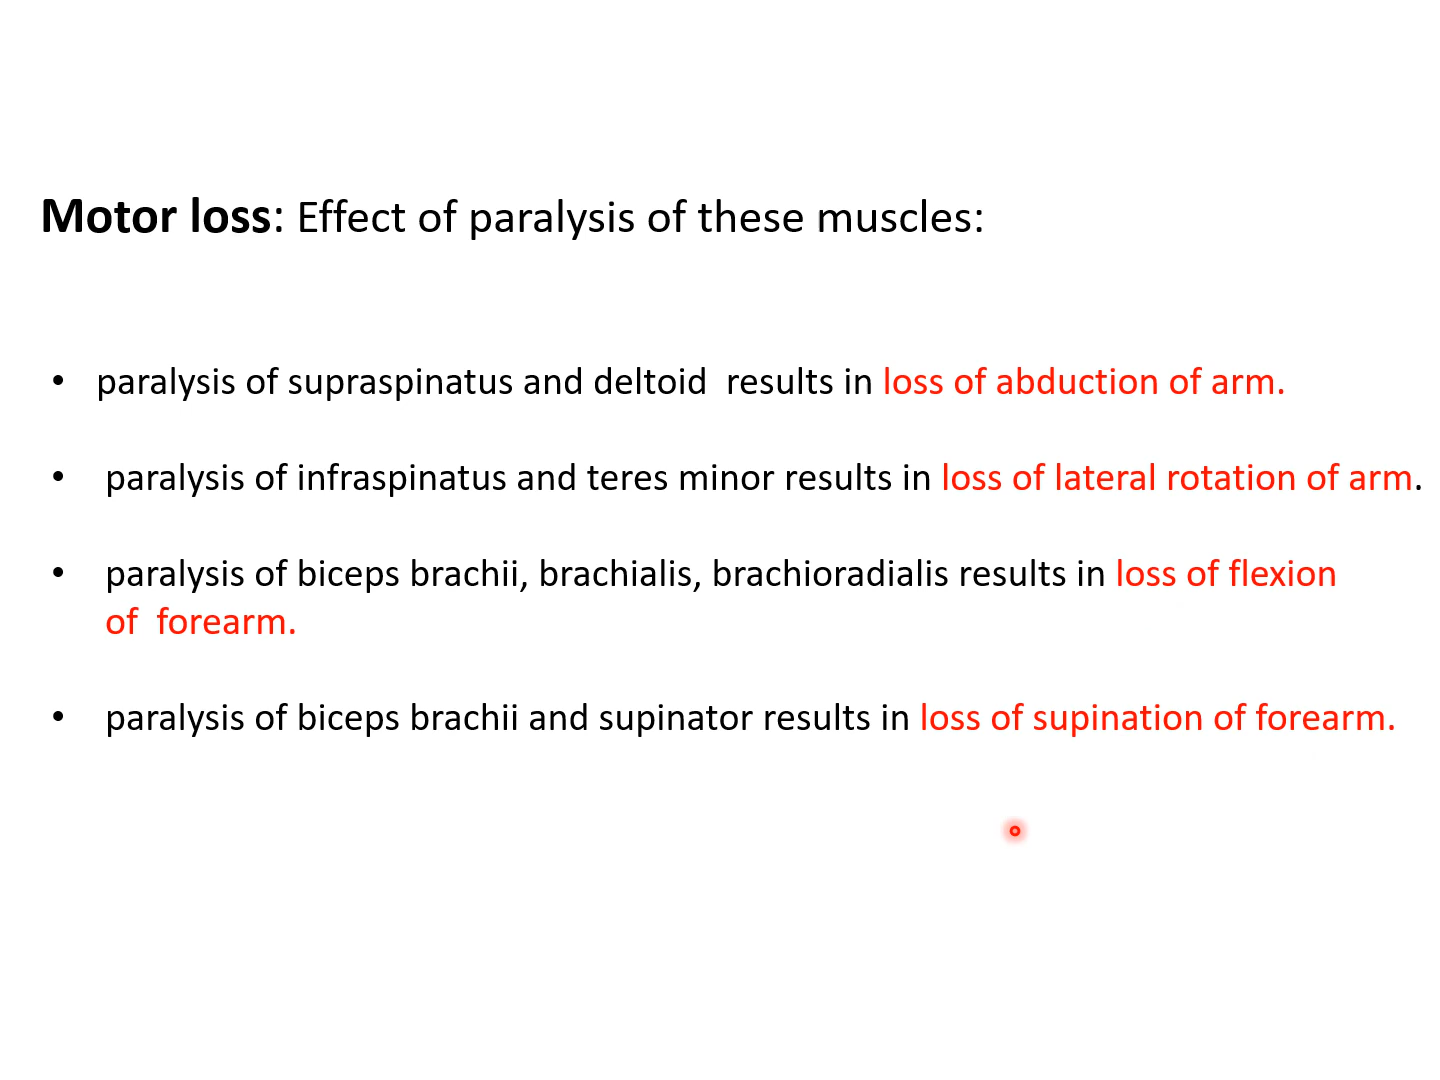 Motor loss: Effect of paralysis of these muscles:
• paralysis of supraspinatus and deltoid  results in loss of abduction of arm.
• paralysis of infraspinatus and teres minor results in loss of lateral rotation of arm.
• paralysis of biceps brachii, brachialis, brachioradialis results in loss of flexion
of  forearm.
• paralysis of biceps brachii and supinator results in loss of supination of forearm.